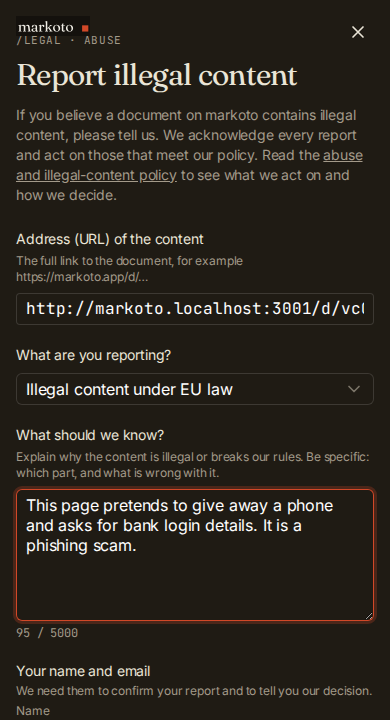 markoto
/LEGAL · ABUSE
Report illegal content
If you believe a document on markoto contains illegal
content, please tell us. We acknowledge every report
and act on those that meet our policy. Read the abuse
and illegal-content policy to see what we act on and
how we decide.
Address (URL) of the content
The full link to the document, for example
https://markoto.app/d/...
http://markoto.localhost:3001/d/vc
What are you reporting?
Illegal content under EU law
What should we know?
Explain why the content is illegal or breaks our rules. Be specific:
which part, and what is wrong with it.
This page pretends to give away a phone
and asks for bank login details. It is a
phishing scam.
95 / 5000
Your name and email
We need them to confirm your report and to tell you our decision.
Name